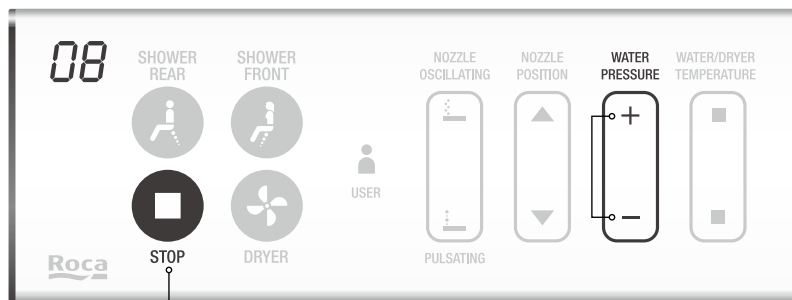 08
SHOWER
REAR
SHOWER
FRONT
NOZZLE
OSCILLATING
NOZZLE
POSITION
WATER
PRESSURE
WATER/DRYER
TEMPERATURE
USER
STOP
DRYER
PULSATING
Roca